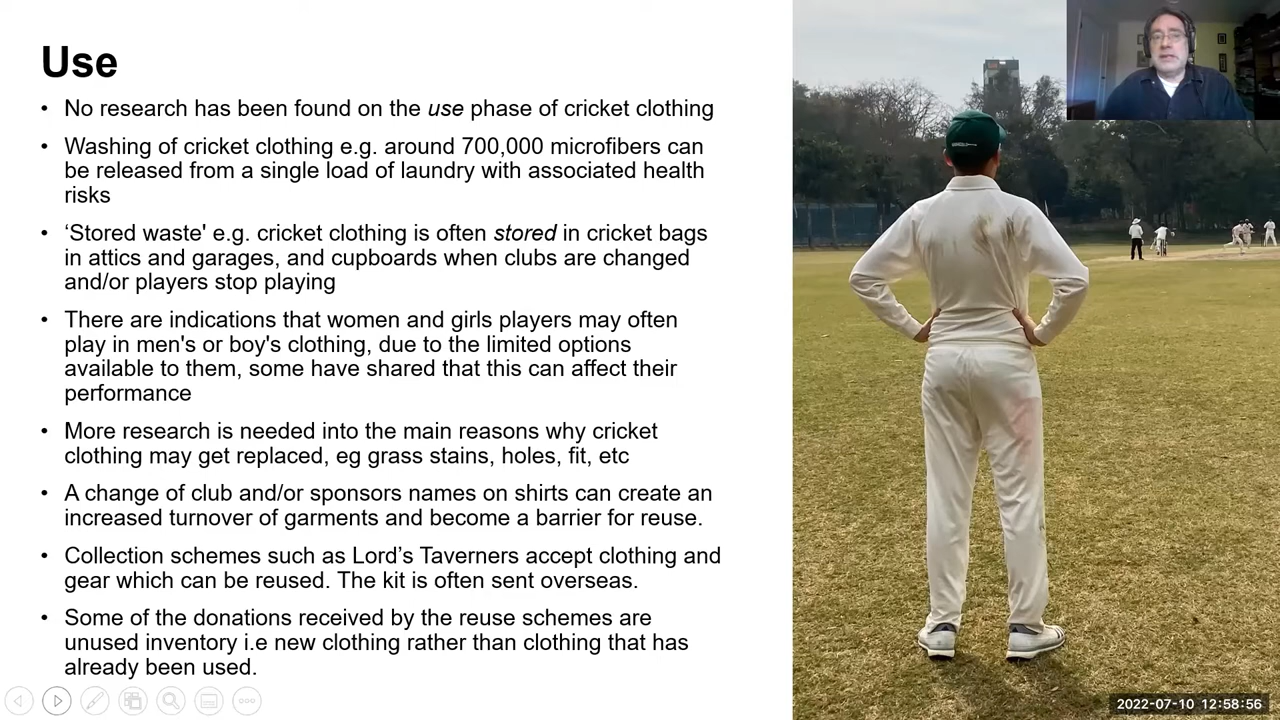 Use
• No research has been found on the use phase of cricket clothing
• Washing of cricket clothing e.g. around 700,000 microfibers can
be released from a single load of laundry with associated health
risks
• ‘Stored waste' e.g. cricket clothing is often stored in cricket bags
in attics and garages, and cupboards when clubs are changed
and/or players stop playing
• There are indications that women and girls players may often
play in men's or boy's clothing, due to the limited options
available to them, some have shared that this can affect their
performance
• More research is needed into the main reasons why cricket
clothing may get replaced, eg grass stains, holes, fit, etc
• A change of club and/or sponsors names on shirts can create an
increased turnover of garments and become a barrier for reuse.
• Collection schemes such as Lord’s Taverners accept clothing and
gear which can be reused. The kit is often sent overseas.
• Some of the donations received by the reuse schemes are
unused inventory i.e new clothing rather than clothing that has
already been used.
2022-07-10 12:58:56